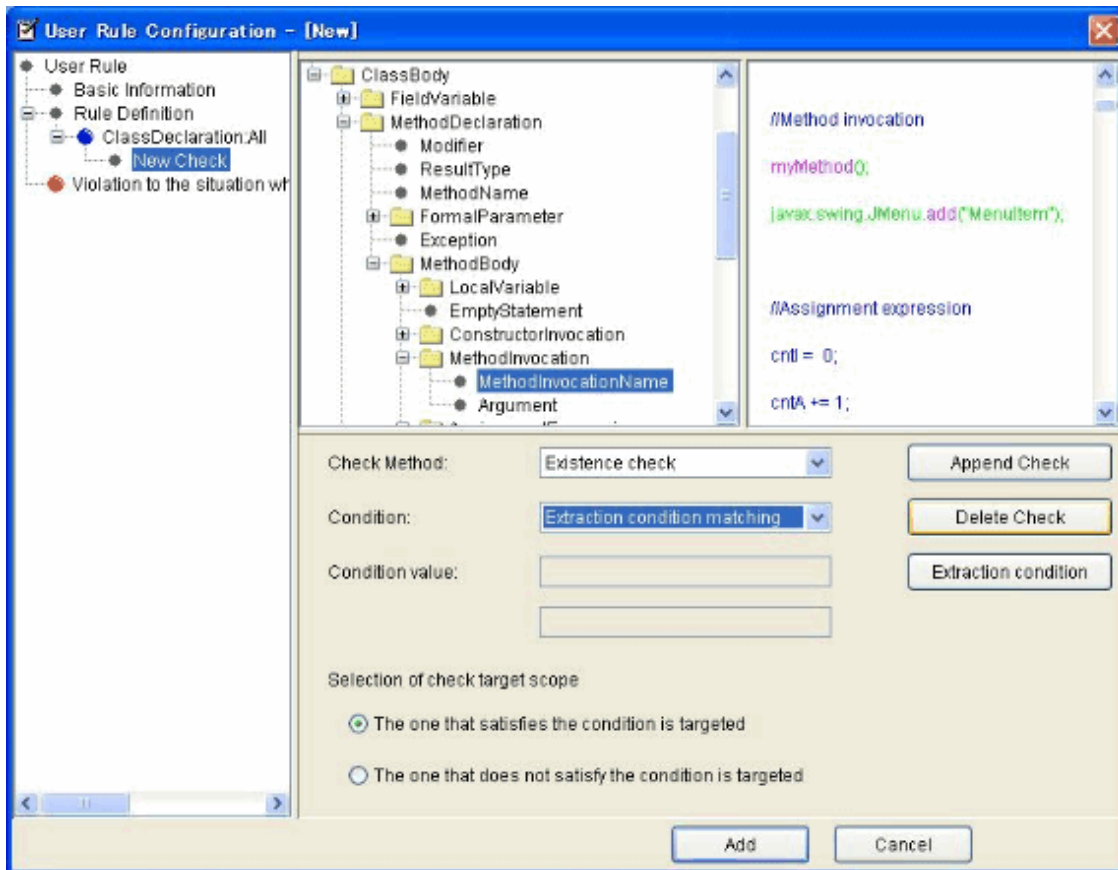 User Rule Configuration - [New]
User Rule
Basic Information
Rule Definition
ClassDeclaration:All
New Check
Violation to the situation wh
ClassBody
FieldVariable
MethodDeclaration
Modifier
ResultType
MethodName
FormalParameter
Exception
MethodBody
LocalVariable
EmptyStatement
ConstructorInvocation
MethodInvocation
MethodInvocationName
Argument
//Method invocation
myMethod();
javax.swing.JMenu.add("MenuItem");
//Assignment expression
cntI = 0;
cntA += 1;
Check Method: Existence check Append Check
Condition: Extraction condition matching Delete Check
Condition value: Extraction condition
Selection of check target scope
The one that satisfies the condition is targeted
The one that does not satisfy the condition is targeted
Add Cancel